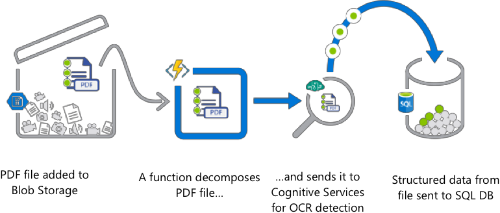 PDF
PDF
PDF
SQL
PDF file added to
Blob Storage
A function decomposes
PDF file...
...and sends it to
Cognitive Services
for OCR detection
Structured data from
file sent to SQL DB